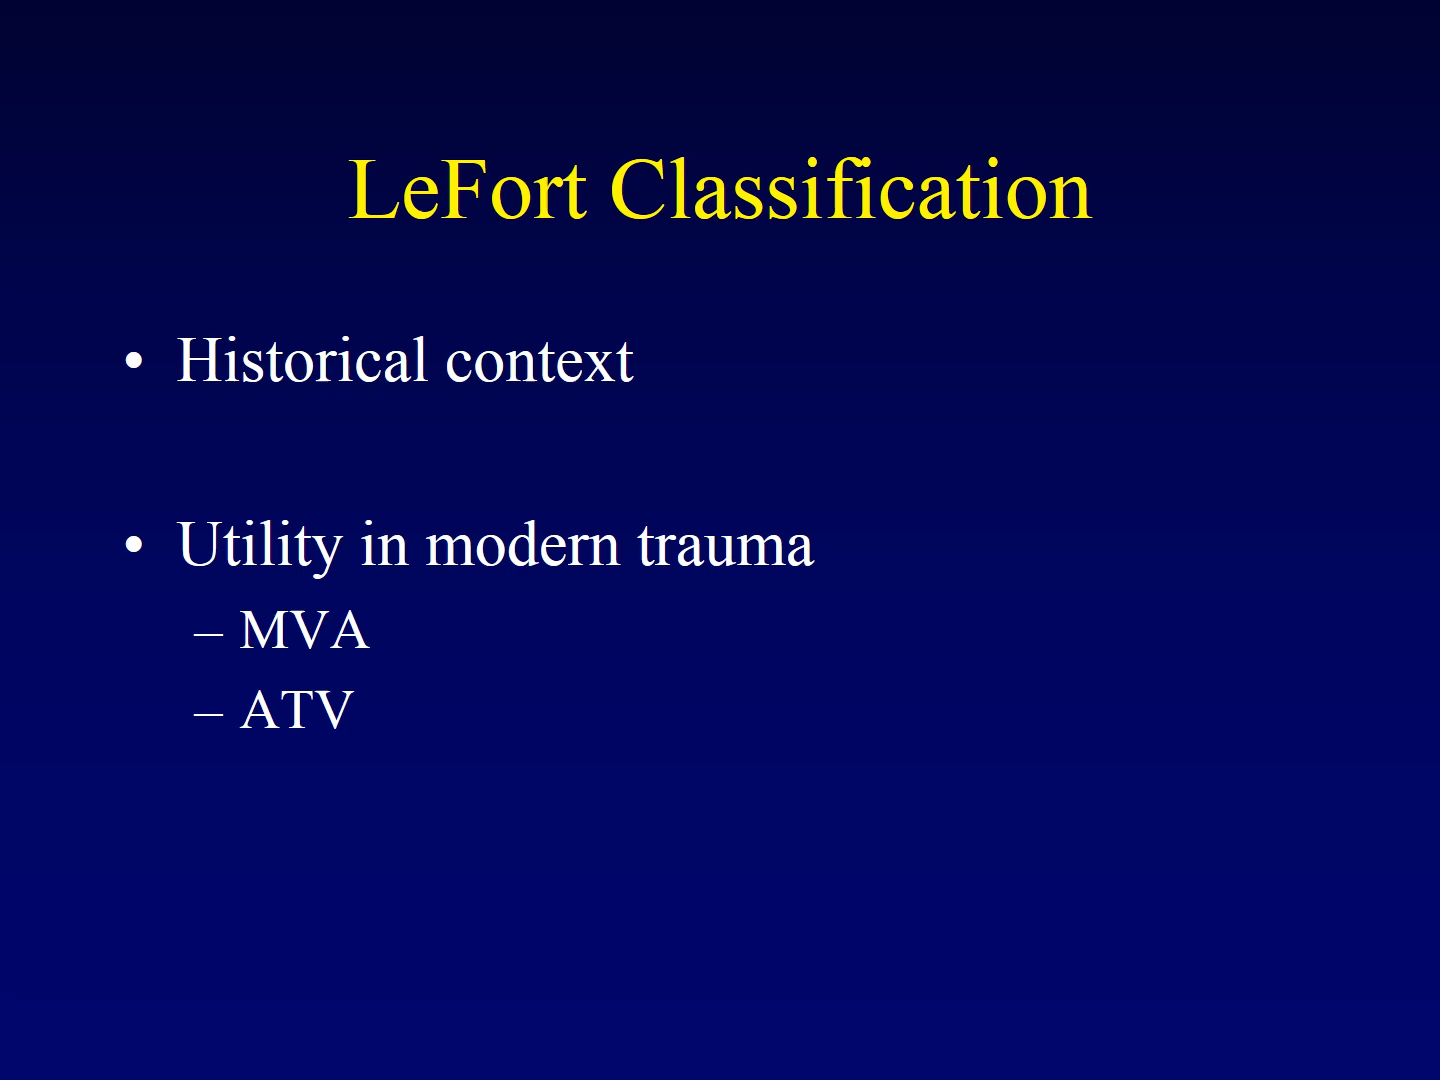 LeFort Classification
• Historical context
• Utility in modern trauma
– MVA
– ATV